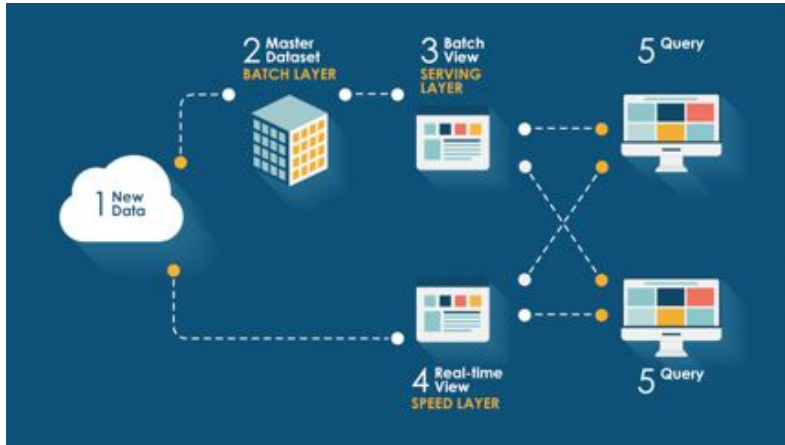 1 New
Data
2 Master
Dataset
BATCH LAYER
3 Batch
View
SERVING
LAYER
5 Query
4 Real-time
View
SPEED LAYER
5 Query